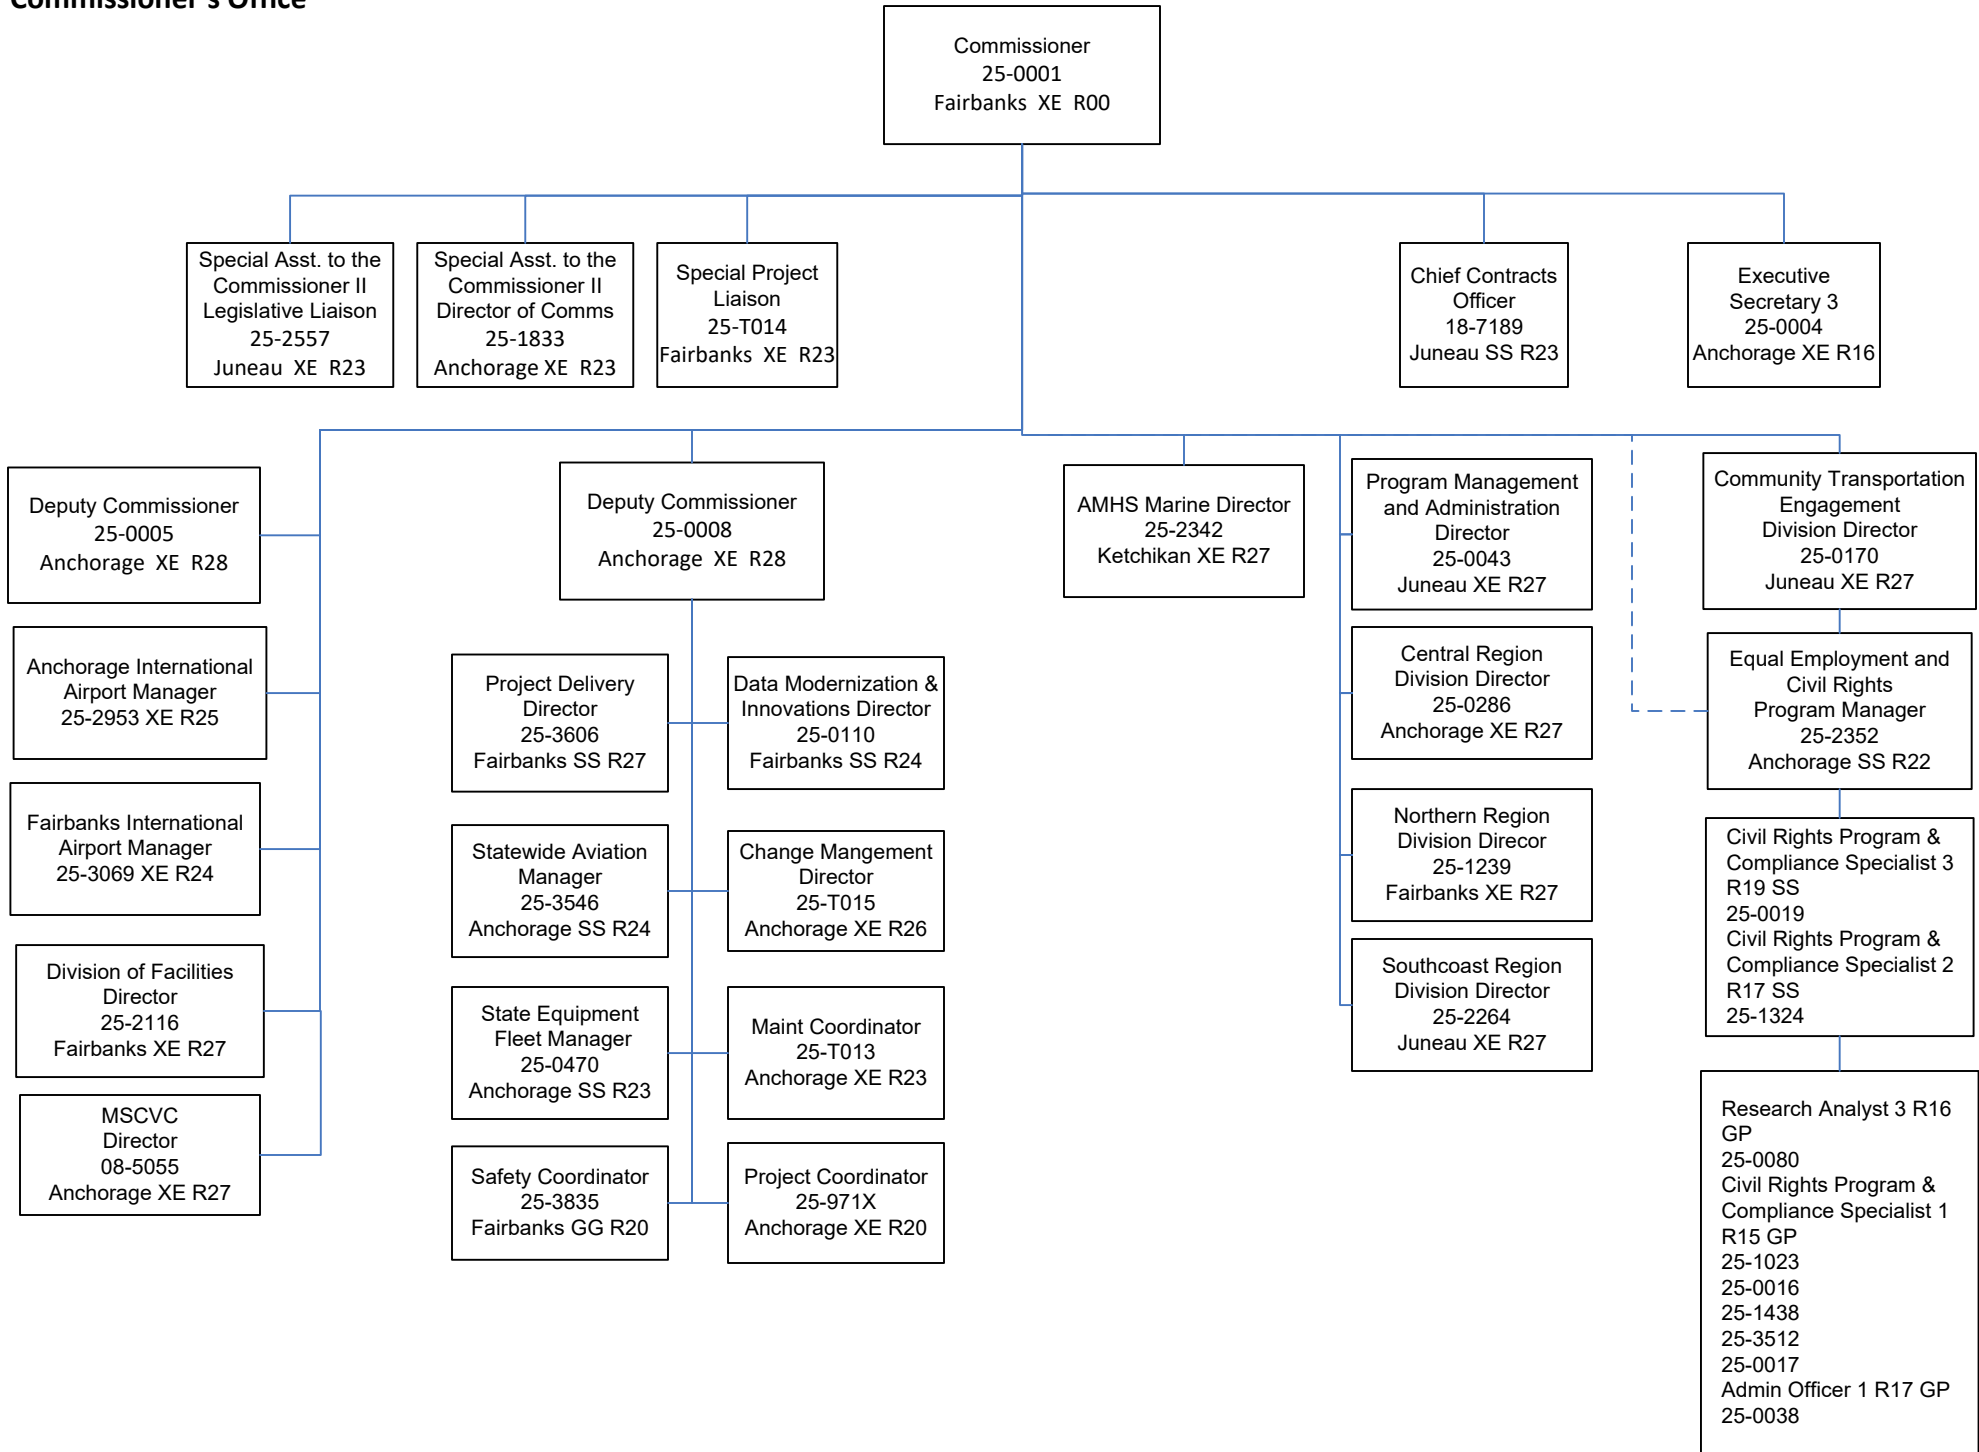 Commissioner's Office
Commissioner
25-0001
Fairbanks XE R00
Special Asst. to the
Commissioner II
Legislative Liaison
25-2557
Juneau XE R23
Special Asst. to the
Commissioner II
Director of Comms
25-1833
Anchorage XE R23
Special Project
Liaison
25-T014
Fairbanks XE R23
Chief Contracts
Officer
18-7189
Juneau SS R23
Executive
Secretary 3
25-0004
Anchorage XE R16
Deputy Commissioner
25-0005
Anchorage XE R28
Anchorage International
Airport Manager
25-2953 XE R25
Fairbanks International
Airport Manager
25-3069 XE R24
Division of Facilities
Director
25-2116
Fairbanks XE R27
MSCVC
Director
08-5055
Anchorage XE R27
Deputy Commissioner
25-0008
Anchorage XE R28
Project Delivery
Director
25-3606
Fairbanks SS R27
Data Modernization &
Innovations Director
25-0110
Fairbanks SS R24
Statewide Aviation
Manager
25-3546
Anchorage SS R24
Change Mangement
Director
25-T015
Anchorage XE R26
State Equipment
Fleet Manager
25-0470
Anchorage SS R23
Maint Coordinator
25-T013
Anchorage XE R23
Safety Coordinator
25-3835
Fairbanks GG R20
Project Coordinator
25-971X
Anchorage XE R20
AMHS Marine Director
25-2342
Ketchikan XE R27
Program Management
and Administration
Director
25-0043
Juneau XE R27
Central Region
Division Director
25-0286
Anchorage XE R27
Northern Region
Division Direcor
25-1239
Fairbanks XE R27
Southcoast Region
Division Director
25-2264
Juneau XE R27
Community Transportation
Engagement
Division Director
25-0170
Juneau XE R27
Equal Employment and
Civil Rights
Program Manager
25-2352
Anchorage SS R22
Civil Rights Program &
Compliance Specialist 3
R19 SS
25-0019
Civil Rights Program &
Compliance Specialist 2
R17 SS
25-1324
Research Analyst 3 R16
GP
25-0080
Civil Rights Program &
Compliance Specialist 1
R15 GP
25-1023
25-0016
25-1438
25-3512
25-0017
Admin Officer 1 R17 GP
25-0038